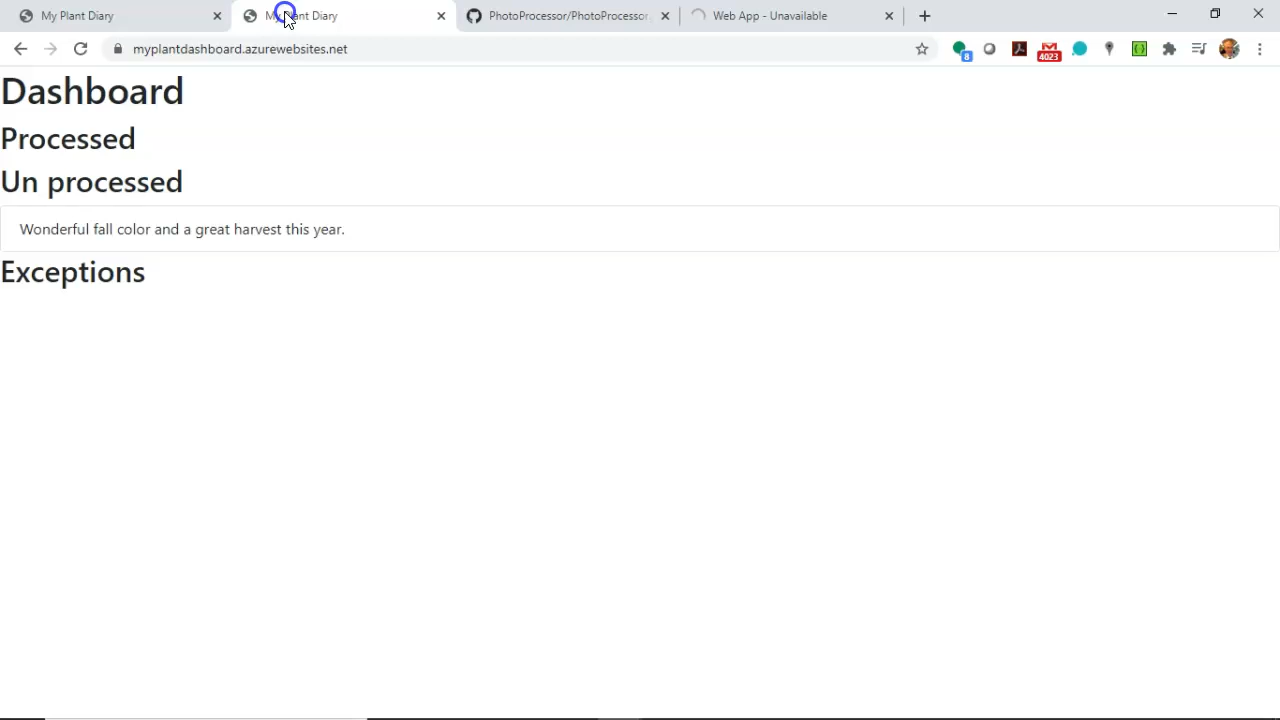 My Plant Diary
My Plant Diary
PhotoProcessor/PhotoProcessor
Web App - Unavailable
myplantdashboard.azurewebsites.net
8
4023
Dashboard
Processed
Un processed
Wonderful fall color and a great harvest this year.
Exceptions